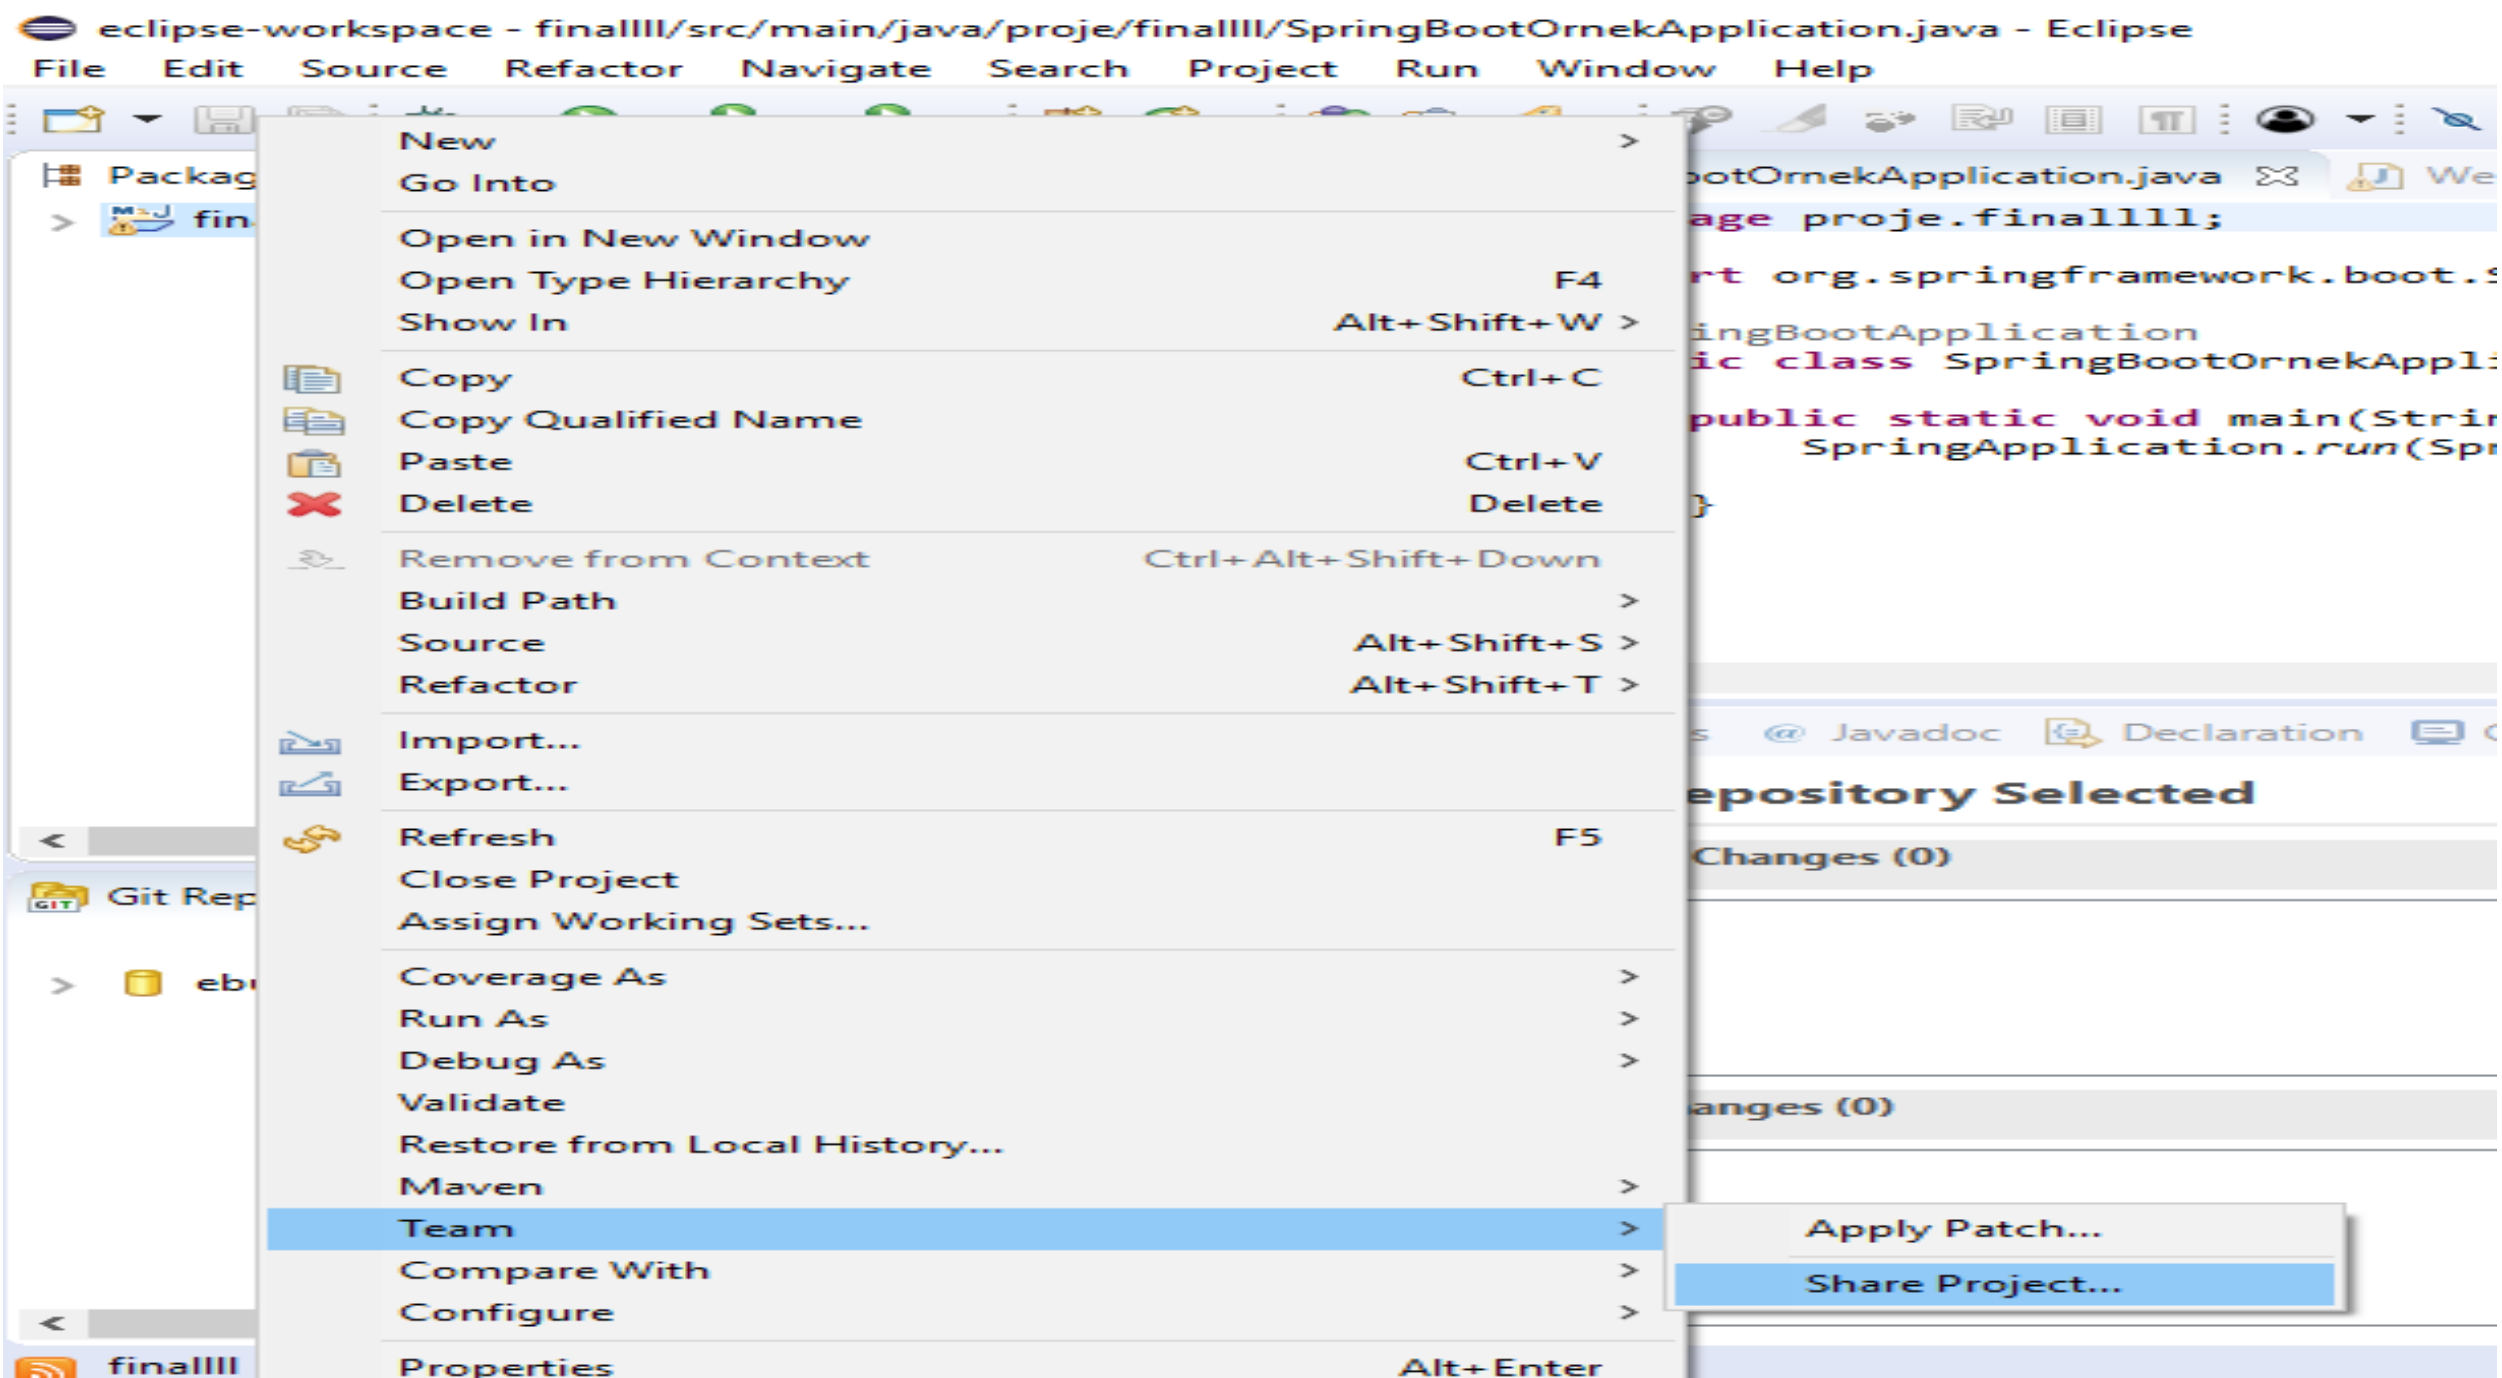 eclipse-workspace - finallll/src/main/java/proje/finallll/SpringBootOrnekApplication.java - Eclipse
File Edit Source Refactor Navigate Search Project Run Window Help
Packag
fin
New
Go Into
Open in New Window
Open Type Hierarchy F4
Show In Alt+Shift+W >
Copy Ctrl+C
Copy Qualified Name
Paste Ctrl+V
Delete Delete
Remove from Context Ctrl+Alt+Shift+Down
Build Path >
Source Alt+Shift+S >
Refactor Alt+Shift+T >
Import...
Export...
Refresh F5
Close Project
Assign Working Sets...
Coverage As >
Run As >
Debug As >
Validate
Restore from Local History...
Maven >
Team >
Compare With >
Configure >
Properties Alt+Enter
Apply Patch...
Share Project...
ootOrnekApplication.java We
age proje.finallll;
rt org.springframework.boot.S
ingBootApplication
ic class SpringBootOrnekAppli
public static void main(Strin
SpringApplication.run(Spr
}
s @ Javadoc Declaration
epository Selected
Changes (0)
anges (0)
Git Rep
eb
finallll